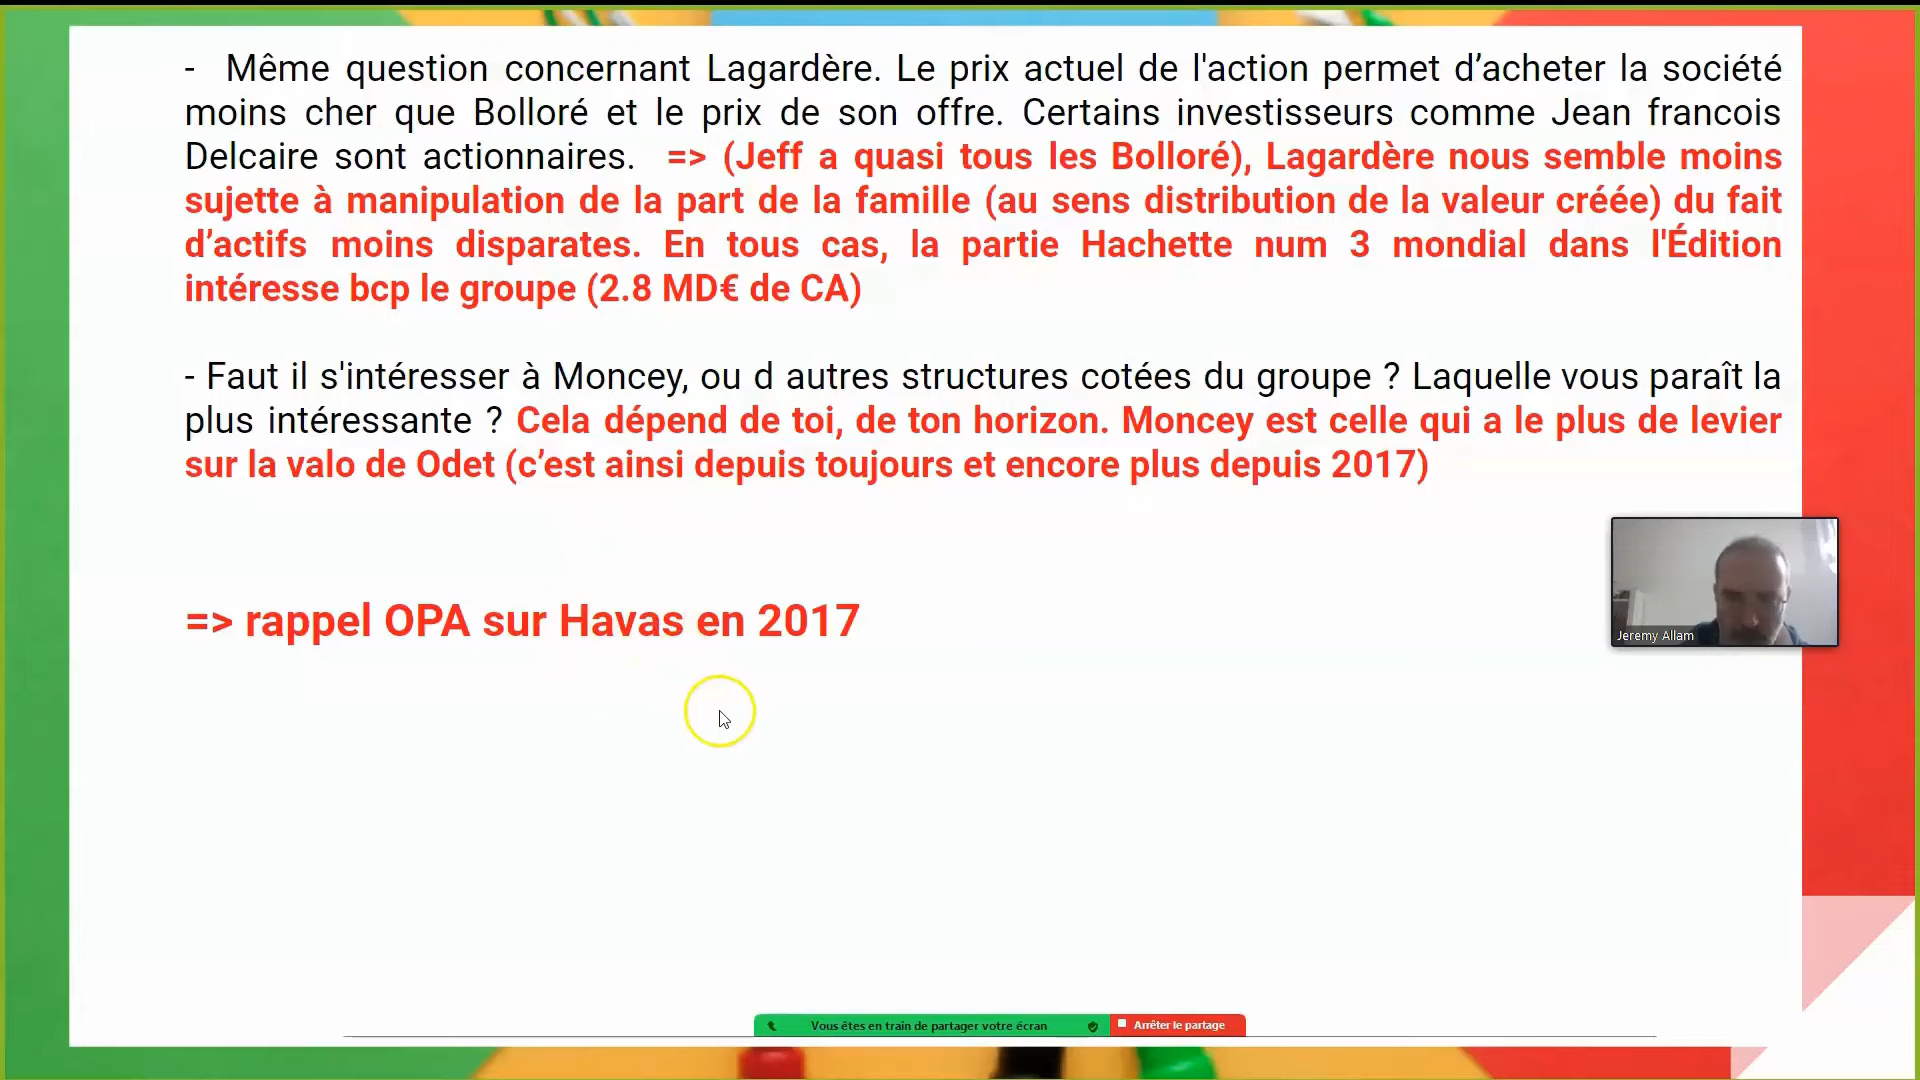 - Même question concernant Lagardère. Le prix actuel de l'action permet d’acheter la société
moins cher que Bolloré et le prix de son offre. Certains investisseurs comme Jean francois
Delcaire sont actionnaires. => (Jeff a quasi tous les Bolloré), Lagardère nous semble moins
sujette à manipulation de la part de la famille (au sens distribution de la valeur créée) du fait
d’actifs moins disparates. En tous cas, la partie Hachette num 3 mondial dans l'Édition
intéresse bcp le groupe (2.8 MD€ de CA)
- Faut il s'intéresser à Moncey, ou d autres structures cotées du groupe ? Laquelle vous paraît la
plus intéressante ? Cela dépend de toi, de ton horizon. Moncey est celle qui a le plus de levier
sur la valo de Odet (c’est ainsi depuis toujours et encore plus depuis 2017)
=> rappel OPA sur Havas en 2017
Jeremy Allam
Vous êtes en train de partager votre écran
Arrêter le partage